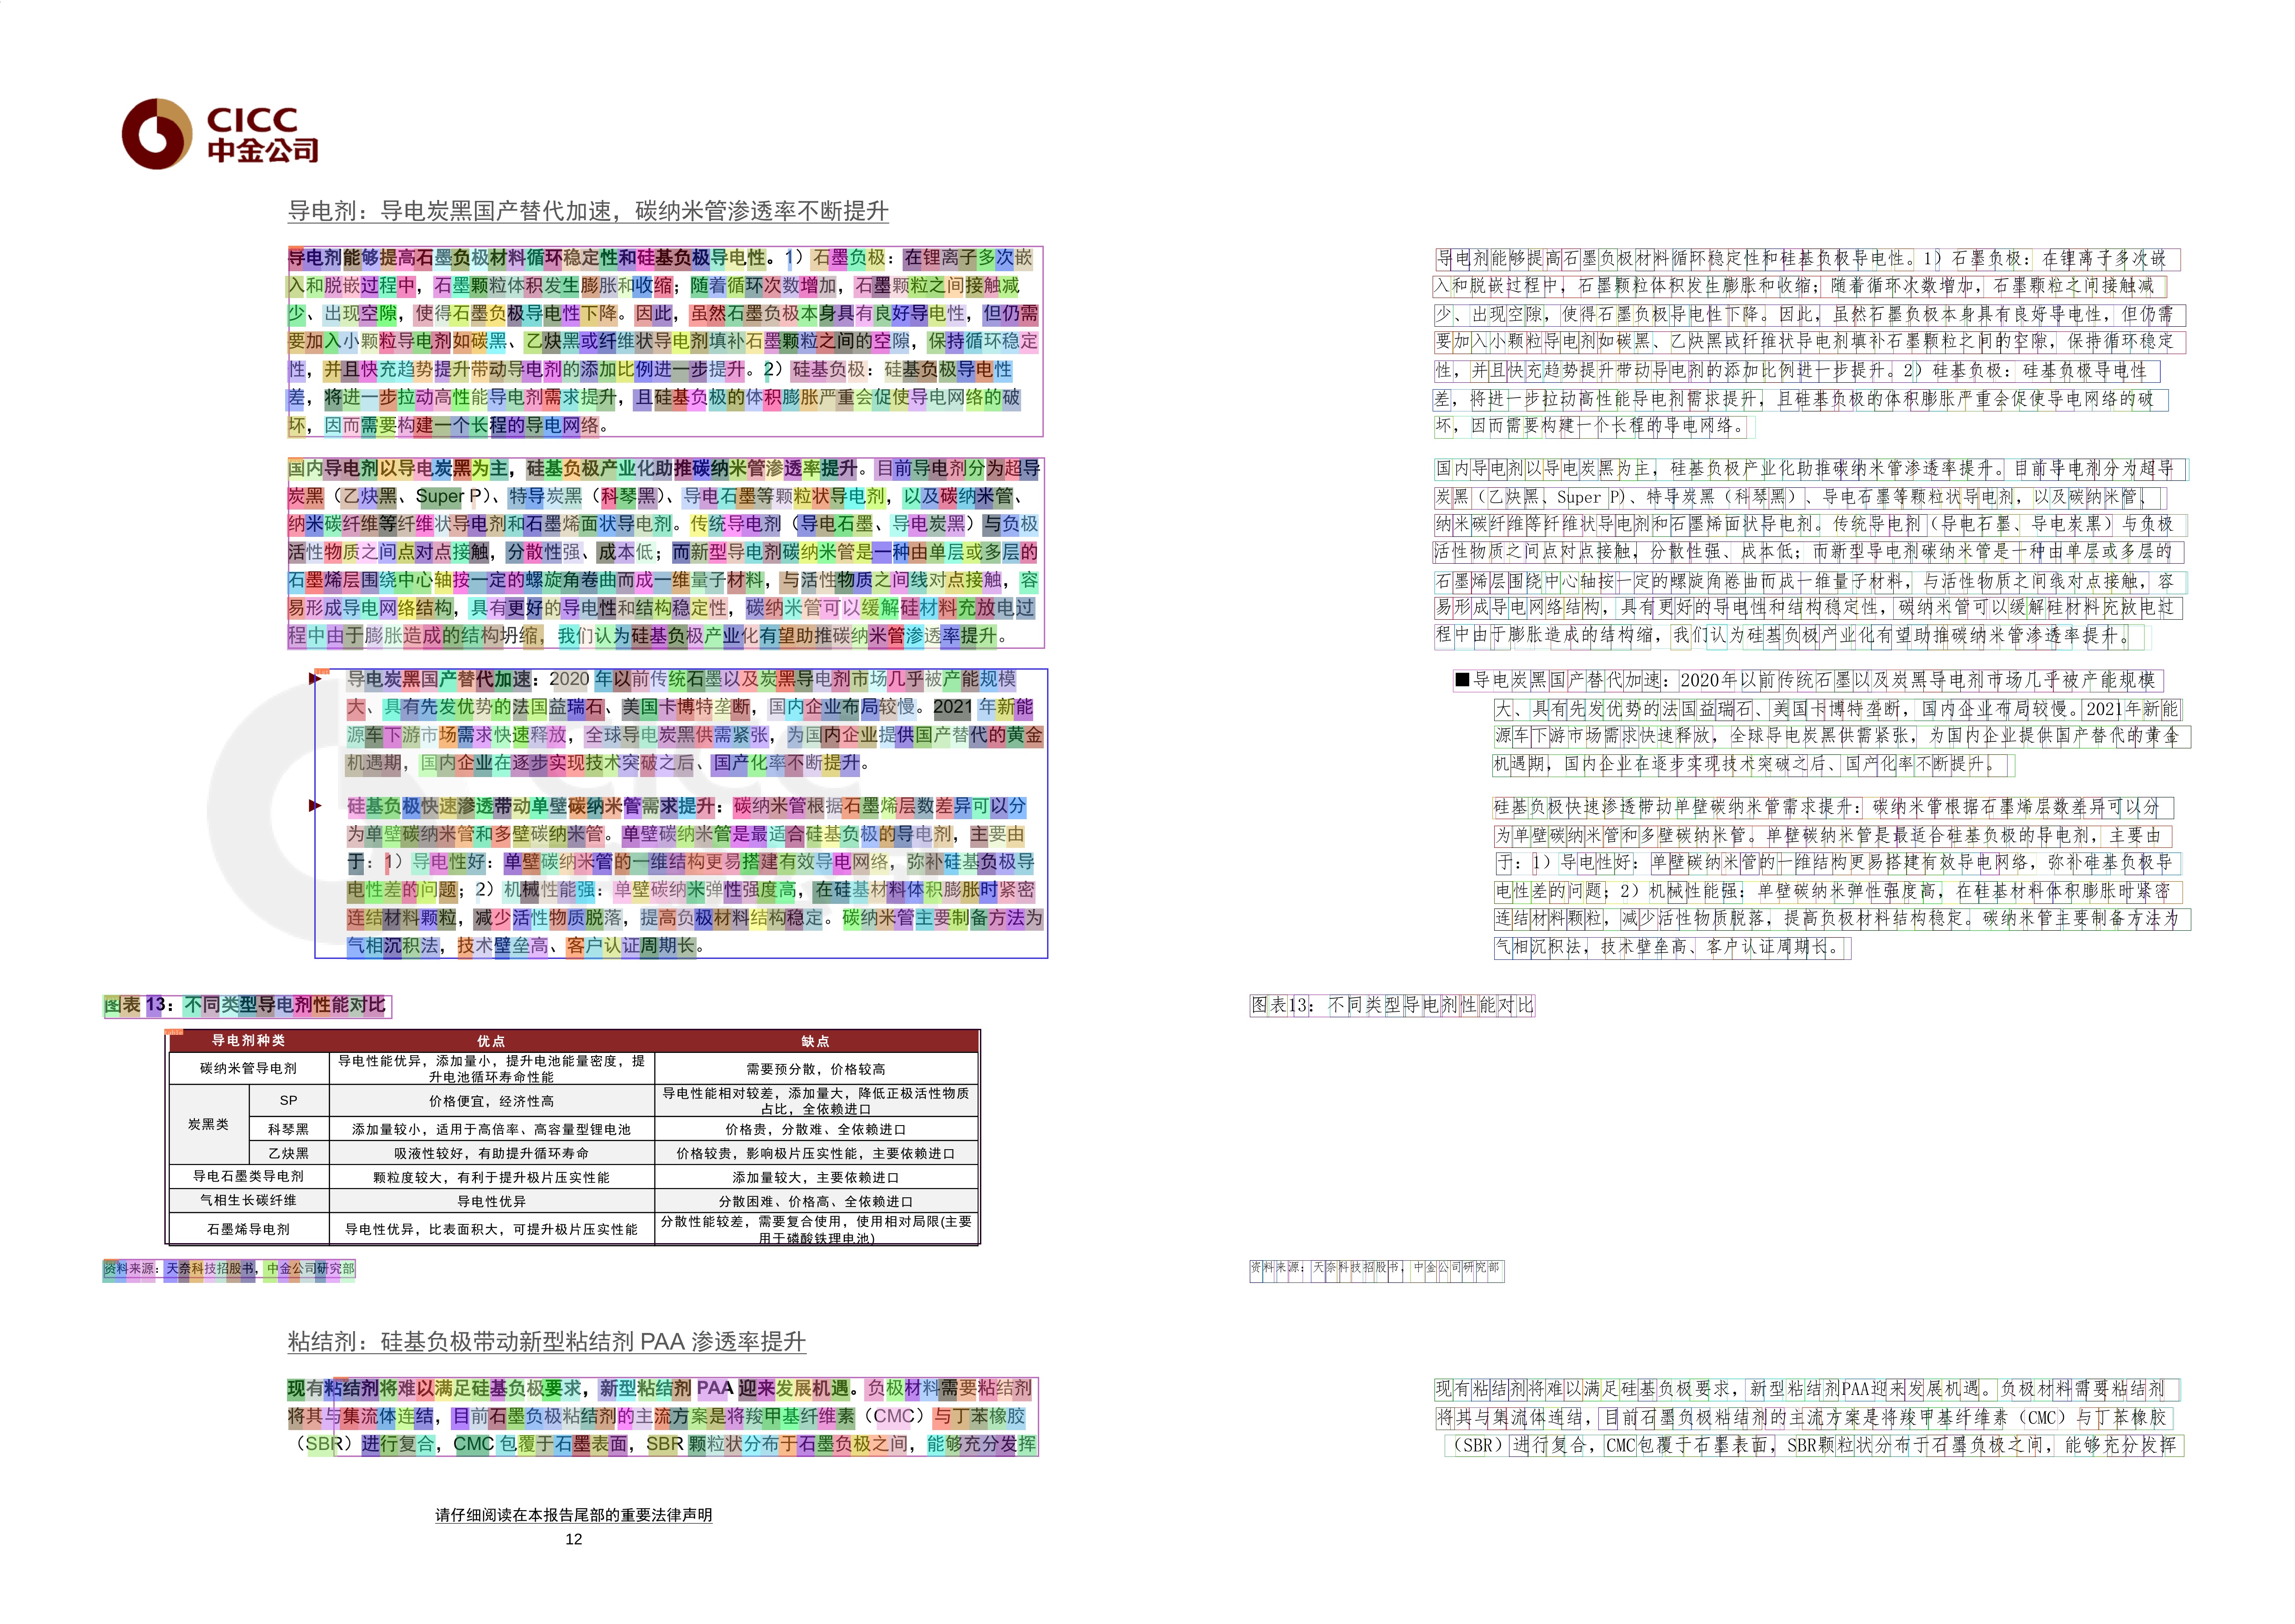 CICC
中金公司
导电剂：导电炭黑国产替代加速，碳纳米管渗透率不断提升
导电剂能够提高石墨负极材料循环稳定性和硅基负极导电性。1）石墨负极：在锂离子多次嵌
入和脱嵌过程中，石墨颗粒体积发生膨胀和收缩；随着循环次数增加，石墨颗粒之间接触减
少、出现空隙，使得石墨负极导电性下降。因此，虽然石墨负极本身具有良好导电性，但仍需
要加入小颗粒导电剂如碳黑、乙炔黑或纤维状导电剂填补石墨颗粒之间的空隙，保持循环稳定
性，并且快充趋势提升带动导电剂的添加比例进一步提升。2）硅基负极：硅基负极导电性
差，将进一步拉动高性能导电剂需求提升，且硅基负极的体积膨胀严重会促使导电网络的破
坏，因而需要构建一个长程的导电网络。
国内导电剂以导电炭黑为主，硅基负极产业化助推碳纳米管渗透率提升。目前导电剂分为超导
炭黑（乙炔黑、Super P）、特导炭黑（科琴黑）、导电石墨等颗粒状导电剂，以及碳纳米管、
纳米碳纤维等纤维状导电剂和石墨烯面状导电剂。传统导电剂（导电石墨、导电炭黑）与负极
活性物质之间点对点接触，分散性强、成本低；而新型导电剂碳纳米管是一种由单层或多层的
石墨烯层围绕中心轴按一定的螺旋角卷曲而成一维量子材料，与活性物质之间线对点接触，容
易形成导电网络结构，具有更好的导电性和结构稳定性，碳纳米管可以缓解硅材料充放电过
程中由于膨胀造成的结构坍缩，我们认为硅基负极产业化有望助推碳纳米管渗透率提升。
► 导电炭黑国产替代加速：2020 年以前传统石墨以及炭黑导电剂市场几乎被产能规模
大、具有先发优势的法国益瑞石、美国卡博特垄断，国内企业布局较慢。2021 年新能
源车下游市场需求快速释放，全球导电炭黑供需紧张，为国内企业提供国产替代的黄金
机遇期，国内企业在逐步实现技术突破之后、国产化率不断提升。
► 硅基负极快速渗透带动单壁碳纳米管需求提升：碳纳米管根据石墨烯层数差异可以分
为单壁碳纳米管和多壁碳纳米管。单壁碳纳米管是最适合硅基负极的导电剂，主要由
于：1）导电性好：单壁碳纳米管的一维结构更易搭建有效导电网络，弥补硅基负极导
电性差的问题；2）机械性能强：单壁碳纳米弹性强度高，在硅基材料体积膨胀时紧密
连结材料颗粒，减少活性物质脱落，提高负极材料结构稳定。碳纳米管主要制备方法为
气相沉积法，技术壁垒高、客户认证周期长。
图表 13：不同类型导电剂性能对比
导电剂种类 优点 缺点
碳纳米管导电剂 导电性能优异，添加量小，提升电池能量密度，提升电池循环寿命性能 需要预分散，价格较高
炭黑类 SP 价格便宜，经济性高 导电性能相对较差，添加量大，降低正极活性物质占比，全依赖进口
科琴黑 添加量较小，适用于高倍率、高容量型锂电池 价格贵，分散难、全依赖进口
乙炔黑 吸液性较好，有助提升循环寿命 价格较贵，影响极片压实性能，主要依赖进口
导电石墨类导电剂 颗粒度较大，有利于提升极片压实性能 添加量较大，主要依赖进口
气相生长碳纤维 导电性优异 分散困难、价格高、全依赖进口
石墨烯导电剂 导电性优异，比表面积大，可提升极片压实性能 分散性能较差，需要复合使用，使用相对局限(主要用于磷酸铁锂电池)
资料来源：天奈科技招股书，中金公司研究部
粘结剂：硅基负极带动新型粘结剂 PAA 渗透率提升
现有粘结剂将难以满足硅基负极要求，新型粘结剂 PAA 迎来发展机遇。负极材料需要粘结剂
将其与集流体连结，目前石墨负极粘结剂的主流方案是将羧甲基纤维素（CMC）与丁苯橡胶
（SBR）进行复合，CMC 包覆于石墨表面，SBR 颗粒状分布于石墨负极之间，能够充分发挥
请仔细阅读在本报告尾部的重要法律声明
12
导电剂能够提高石墨负极材料循环稳定性和硅基负极导电性。1）石墨负极：在锂离子多次嵌
入和脱嵌过程中，石墨颗粒体积发生膨胀和收缩；随着循环次数增加，石墨颗粒之间接触减
少、出现空隙，使得石墨负极导电性下降。因此，虽然石墨负极本身具有良好导电性，但仍需
要加入小颗粒导电剂如碳黑、乙炔黑或纤维状导电剂填补石墨颗粒之间的空隙，保持循环稳定
性，并且快充趋势提升带动导电剂的添加比例进一步提升。2）硅基负极：硅基负极导电性
差，将进一步拉动高性能导电剂需求提升，且硅基负极的体积膨胀严重会促使导电网络的破
坏，因而需要构建一个长程的导电网络。
国内导电剂以导电炭黑为主，硅基负极产业化助推碳纳米管渗透率提升。目前导电剂分为超导
炭黑（乙炔黑、Super P)、特导炭黑（科琴黑）、导电石墨等颗粒状导电剂，以及碳纳米管、
纳米碳纤维等纤维状导电剂和石墨烯面状导电剂。传统导电剂（导电石墨、导电炭黑）与负极
活性物质之间点对点接触，分散性强、成本低；而新型导电剂碳纳米管是一种由单层或多层的
石墨烯层围绕中心轴按一定的螺旋角卷曲而成一维量子材料，与活性物质之间线对点接触，容
易形成导电网络结构，具有更好的导电性和结构稳定性，碳纳米管可以缓解硅材料充放电过
程中由于膨胀造成的结构缩，我们认为硅基负极产业化有望助推碳纳米管渗透率提升。
■导电炭黑国产替代加速：2020年以前传统石墨以及炭黑导电剂市场几乎被产能规模
大、具有先发优势的法国益瑞石、美国卡博特垄断，国内企业布局较慢。2021年新能
源车下游市场需求快速释放，全球导电炭黑供需紧张，为国内企业提供国产替代的黄金
机遇期，国内企业在逐步实现技术突破之后、国产化率不断提升。
硅基负极快速渗透带动单壁碳纳米管需求提升：碳纳米管根据石墨烯层数差异可以分
为单壁碳纳米管和多壁碳纳米管。单壁碳纳米管是最适合硅基负极的导电剂，主要由
于：1）导电性好：单壁碳纳米管的一维结构更易搭建有效导电网络，弥补硅基负极导
电性差的问题；2）机械性能强：单壁碳纳米弹性强度高，在硅基材料体积膨胀时紧密
连结材料颗粒，减少活性物质脱落，提高负极材料结构稳定。碳纳米管主要制备方法为
气相沉积法，技术壁垒高、客户认证周期长。
图表13：不同类型导电剂性能对比
资料来源：天奈科技招股书，中金公司研究部
现有粘结剂将难以满足硅基负极要求，新型粘结剂PAA迎来发展机遇。负极材料需要粘结剂
将其与集流体连结，目前石墨负极粘结剂的主流方案是将羧甲基纤维素（CMC）与丁苯橡胶
（SBR）进行复合，CMC包覆于石墨表面，SBR颗粒状分布于石墨负极之间，能够充分发挥